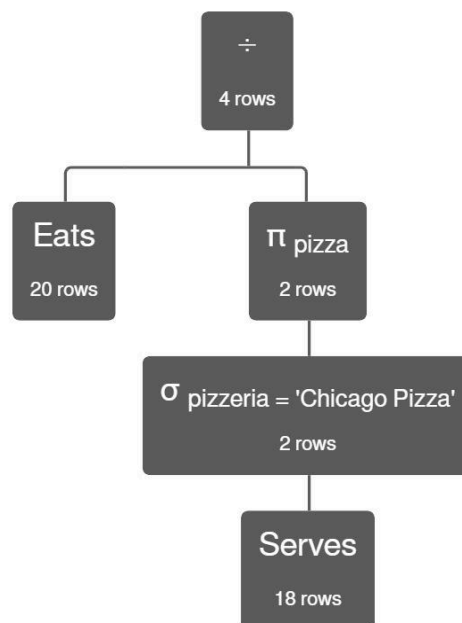 ÷
4 rows
Eats
20 rows
π pizza
2 rows
σ pizzeria = 'Chicago Pizza'
2 rows
Serves
18 rows